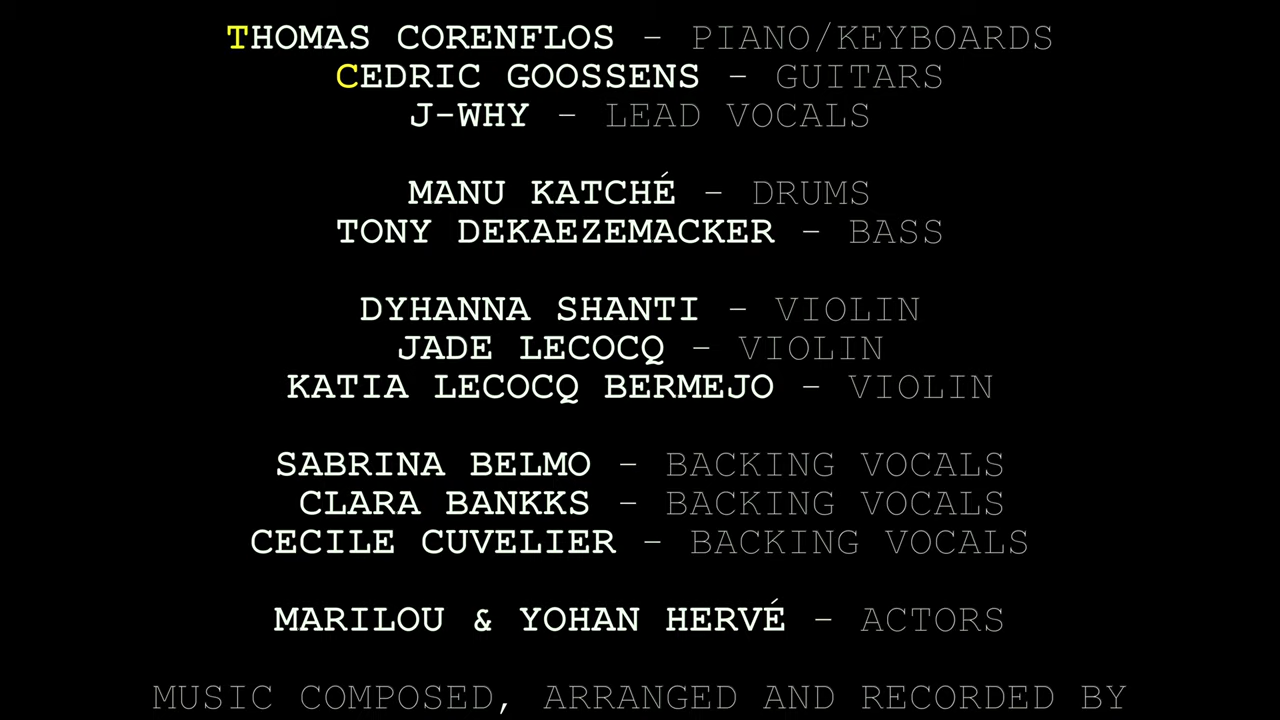 THOMAS CORENFLOS - PIANO/KEYBOARDS
CEDRIC GOOSSENS - GUITARS
J-WHY - LEAD VOCALS
MANU KATCHÉ - DRUMS
TONY DEKAEZEMACKER - BASS
DYHANNA SHANTI - VIOLIN
JADE LECOCQ - VIOLIN
KATIA LECOCQ BERMEJO - VIOLIN
SABRINA BELMO - BACKING VOCALS
CLARA BANKKS - BACKING VOCALS
CECILE CUVELIER - BACKING VOCALS
MARILOU & YOHAN HERVÉ - ACTORS
MUSIC COMPOSED, ARRANGED AND RECORDED BY